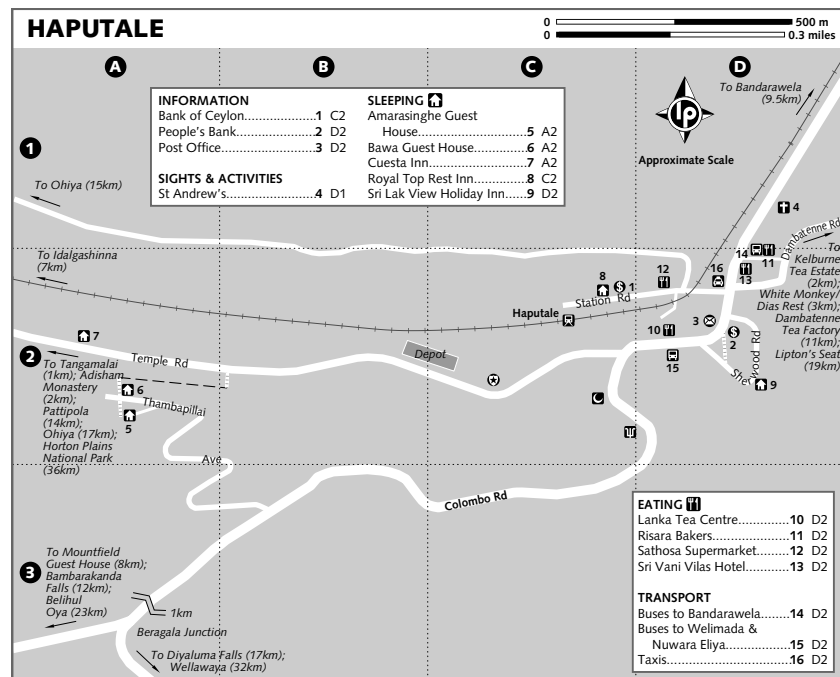 HAPUTALE
0 500 m
0 0.3 miles
A B C D
INFORMATION
Bank of Ceylon.....................1 C2
People's Bank.......................2 D2
Post Office............................3 D2
SIGHTS & ACTIVITIES
St Andrew's..........................4 D1
SLEEPING
Amarasinghe Guest
House........................5 A2
Bawa Guest House................6 A2
Cuesta Inn............................7 A2
Royal Top Rest Inn................8 C2
Sri Lak View Holiday Inn......9 D2
lp
Approximate Scale
To Bandarawela
(9.5km)
1
To Ohiya (15km)
4
Dambatenne Rd
To Idalgashinna
(7km)
14
11
13
16
12
8
1
Station Rd
Haputale
To
Kelburne
Tea Estate
(2km);
White Monkey/
Dias Rest (3km);
Dambatenne
Tea Factory
(11km);
Lipton's Seat
(19km)
3
2
10
15
Sherwood Rd
9
2
7
Temple Rd
Depot
To Tangamalai
(1km); Adisham
Monastery
(2km);
Pattipola
(14km);
Ohiya (17km);
Horton Plains
National Park
(36km)
6
Thambapillai
5
Ave
Colombo Rd
3
To Mountfield
Guest House (8km);
Bambarakanda
Falls (12km);
Belihul
Oya (23km)
1km
Beragala Junction
To Diyaluma Falls (17km);
Wellawaya (32km)
EATING
Lanka Tea Centre.............10 D2
Risara Bakers....................11 D2
Sathosa Supermarket.......12 D2
Sri Vani Vilas Hotel...........13 D2
TRANSPORT
Buses to Bandarawela.......14 D2
Buses to Welimada &
Nuwara Eliya...............15 D2
Taxis.................................16 D2